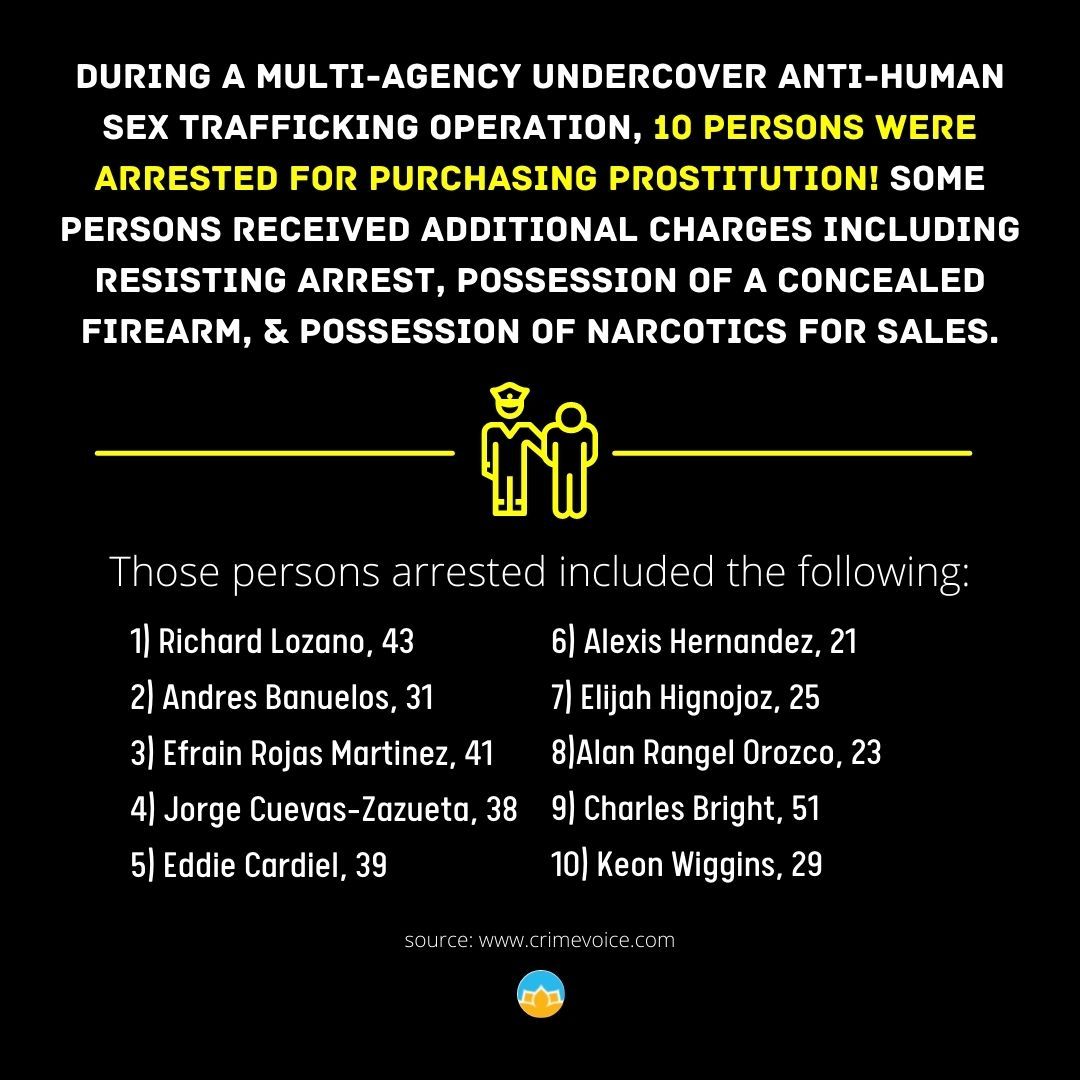 DURING A MULTI-AGENCY UNDERCOVER ANTI-HUMAN
SEX TRAFFICKING OPERATION, 10 PERSONS WERE
ARRESTED FOR PURCHASING PROSTITUTION! SOME
PERSONS RECEIVED ADDITIONAL CHARGES INCLUDING
RESISTING ARREST, POSSESSION OF A CONCEALED
FIREARM, & POSSESSION OF NARCOTICS FOR SALES.
Those persons arrested included the following:
1) Richard Lozano, 43
2) Andres Banuelos, 31
3) Efrain Rojas Martinez, 41
4) Jorge Cuevas-Zazueta, 38
5) Eddie Cardiel, 39
6) Alexis Hernandez, 21
7) Elijah Hignojoz, 25
8)Alan Rangel Orozco, 23
9) Charles Bright, 51
10) Keon Wiggins, 29
source: www.crimevoice.com